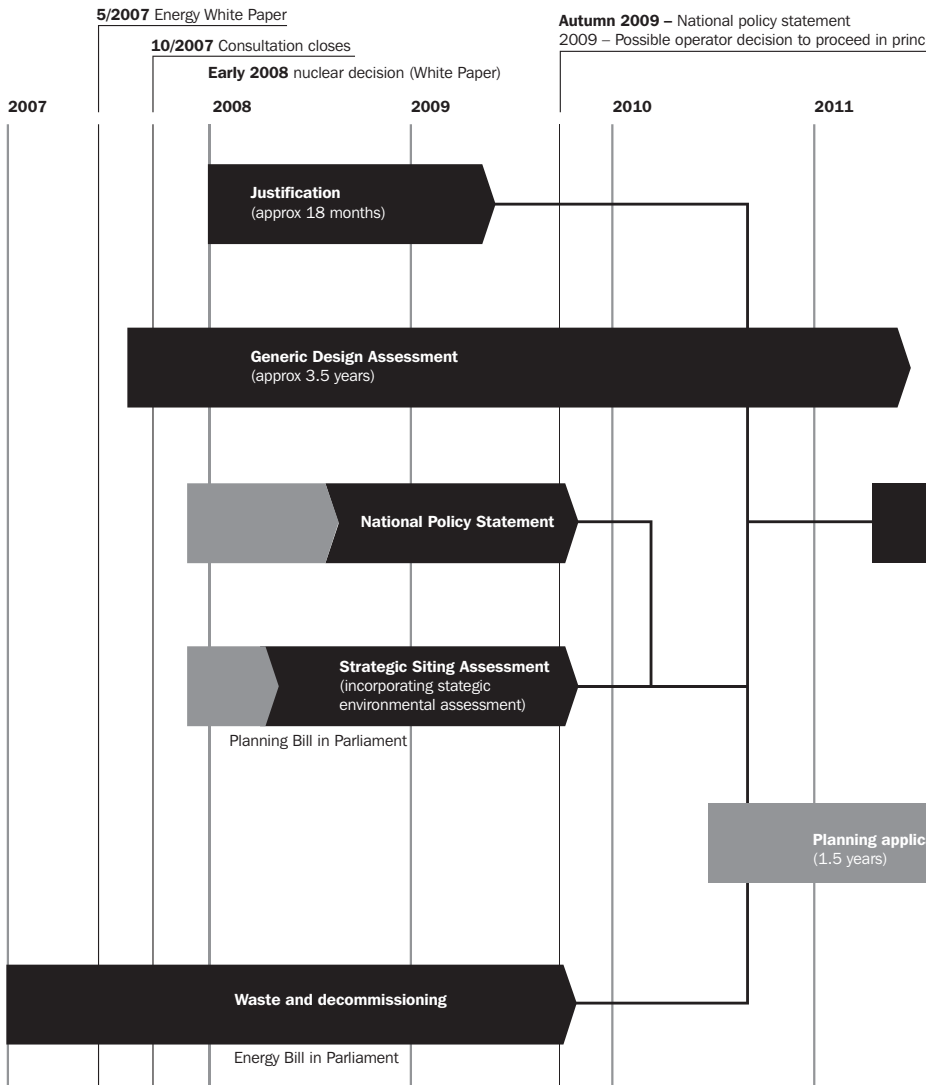 5/2007 Energy White Paper
10/2007 Consultation closes
Early 2008 nuclear decision (White Paper)
Autumn 2009 – National policy statement
2009 – Possible operator decision to proceed in princ
2007
2008
2009
2010
2011
Justification
(approx 18 months)
Generic Design Assessment
(approx 3.5 years)
National Policy Statement
Strategic Siting Assessment
(incorporating stategic
environmental assessment)
Planning Bill in Parliament
Planning applic
(1.5 years)
Waste and decommissioning
Energy Bill in Parliament